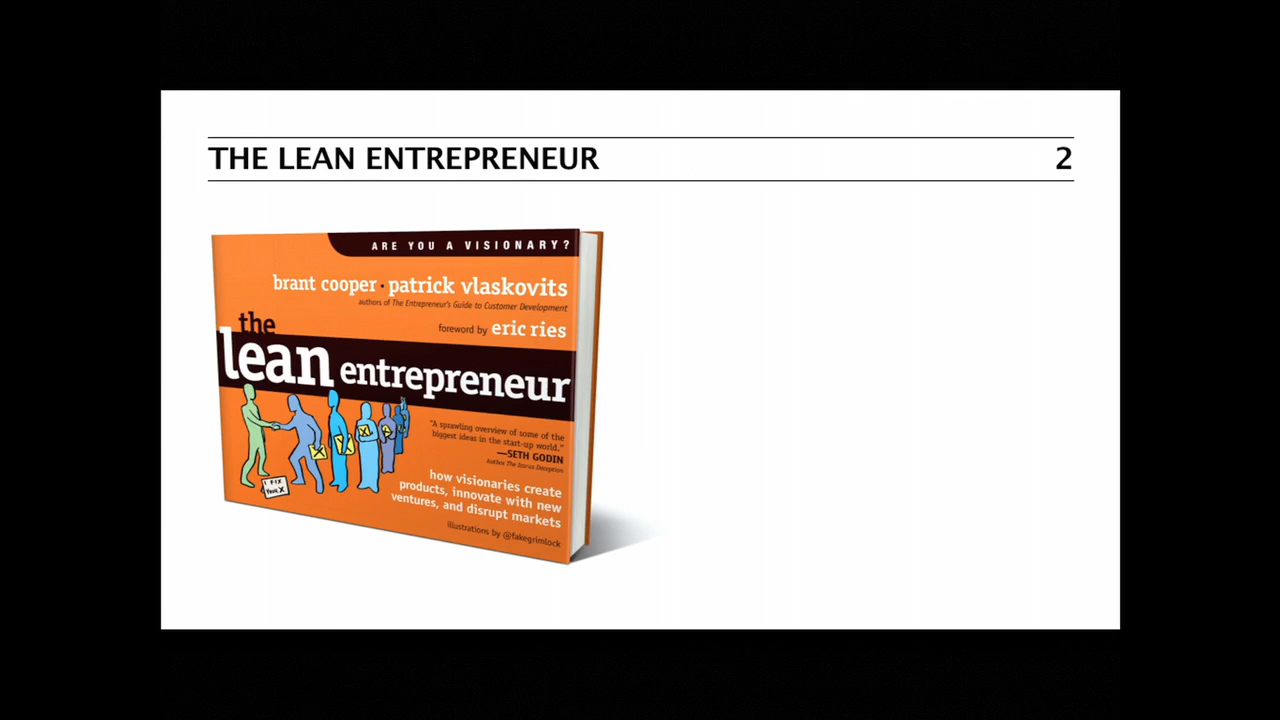 THE LEAN ENTREPRENEUR 2
ARE YOU A VISIONARY?
brant cooper · patrick vlaskovits
authors of The Entrepreneur's Guide to Customer Development
foreword by eric ries
the
lean entrepreneur
"A sprawling overview of some of the
biggest ideas in the start-up world."
—SETH GODIN
Author The Icarus Deception
I FIX
Your X
how visionaries create
products, innovate with new
ventures, and disrupt markets
illustrations by @fakegrimlock